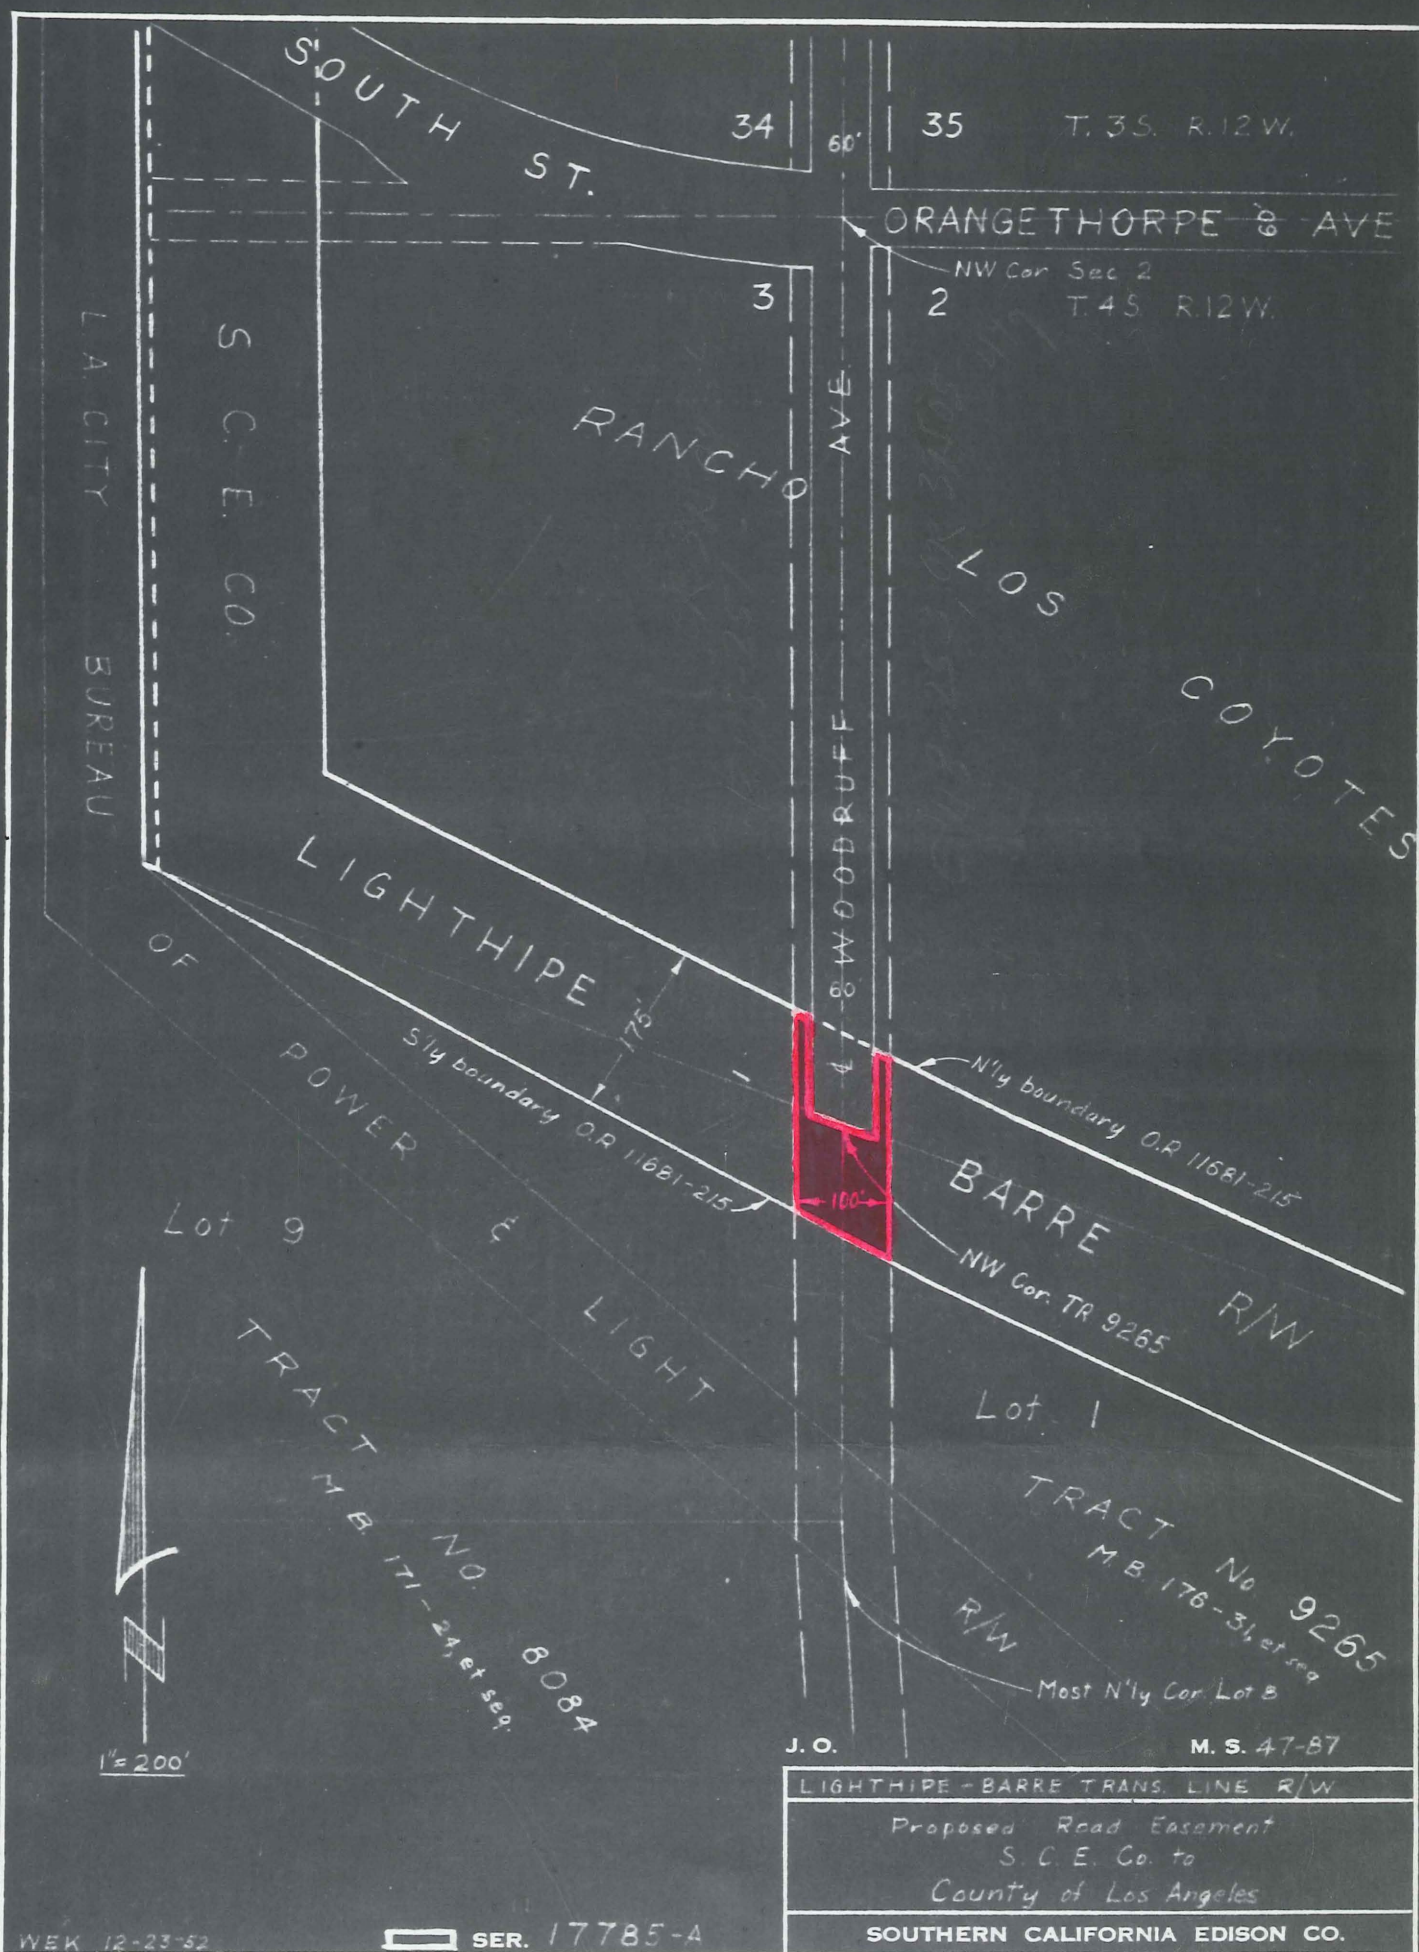 SOUTH ST.
34
60'
35
T. 3S. R.12W.
ORANGETHORPE 60' AVE
NW Cor Sec 2
3
2
T. 4S. R.12W.
L.A. CITY BUREAU
S. C. E. CO.
RANCHO LOS COYOTES
WOODRUFF AVE.
60'
LIGHTHIPE - BARRE R/W
175'
S'ly boundary O.R 11681-215
N'ly boundary O.R 11681-215
℄
100'
NW Cor. TR 9265
OF POWER & LIGHT
R/W
Lot 9
Lot 1
TRACT NO. 8084
M.B. 171-24, et seq.
TRACT No 9265
M.B. 176-31, et seq
Most N'ly Cor. Lot B
1"=200'
J. O.
M. S. 47-87
LIGHTHIPE - BARRE TRANS. LINE R/W
Proposed Road Easement
S. C. E. Co. to
County of Los Angeles
SOUTHERN CALIFORNIA EDISON CO.
WEK 12-23-52
SER. 17785-A